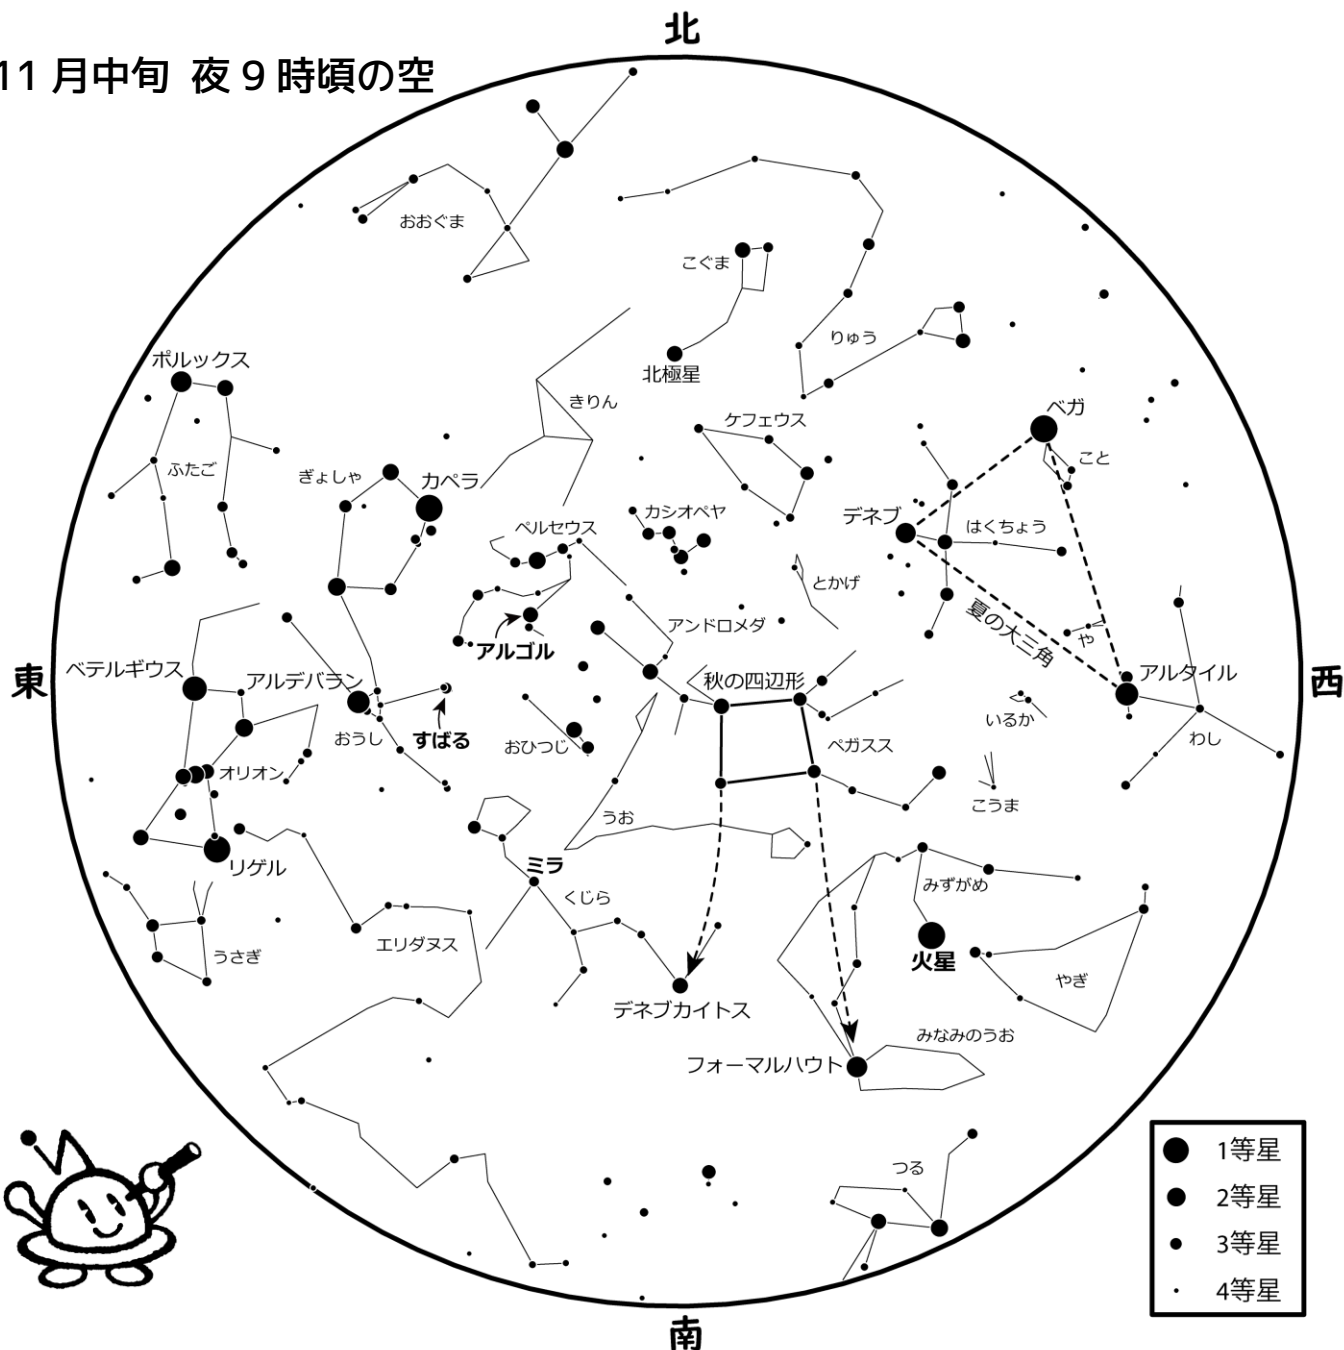 北
11月中旬 夜9時頃の空
おおぐま
こぐま
りゅう
北極星
ポルックス
きりん
ケフェウス
ベガ
ふたご
ぎょしゃ
カペラ
こと
ペルセウス
カシオペヤ
デネブ
はくちょう
とかげ
夏の大三角
や
アルゴル
アンドロメダ
東
ベテルギウス
アルデバラン
秋の四辺形
アルタイル
西
おうし
すばる
おひつじ
ペガスス
いるか
わし
オリオン
うお
こうま
リゲル
ミラ
くじら
みずがめ
エリダヌス
うさぎ
火星
やぎ
デネブカイトス
みなみのうお
フォーマルハウト
つる
1等星
2等星
3等星
4等星
南